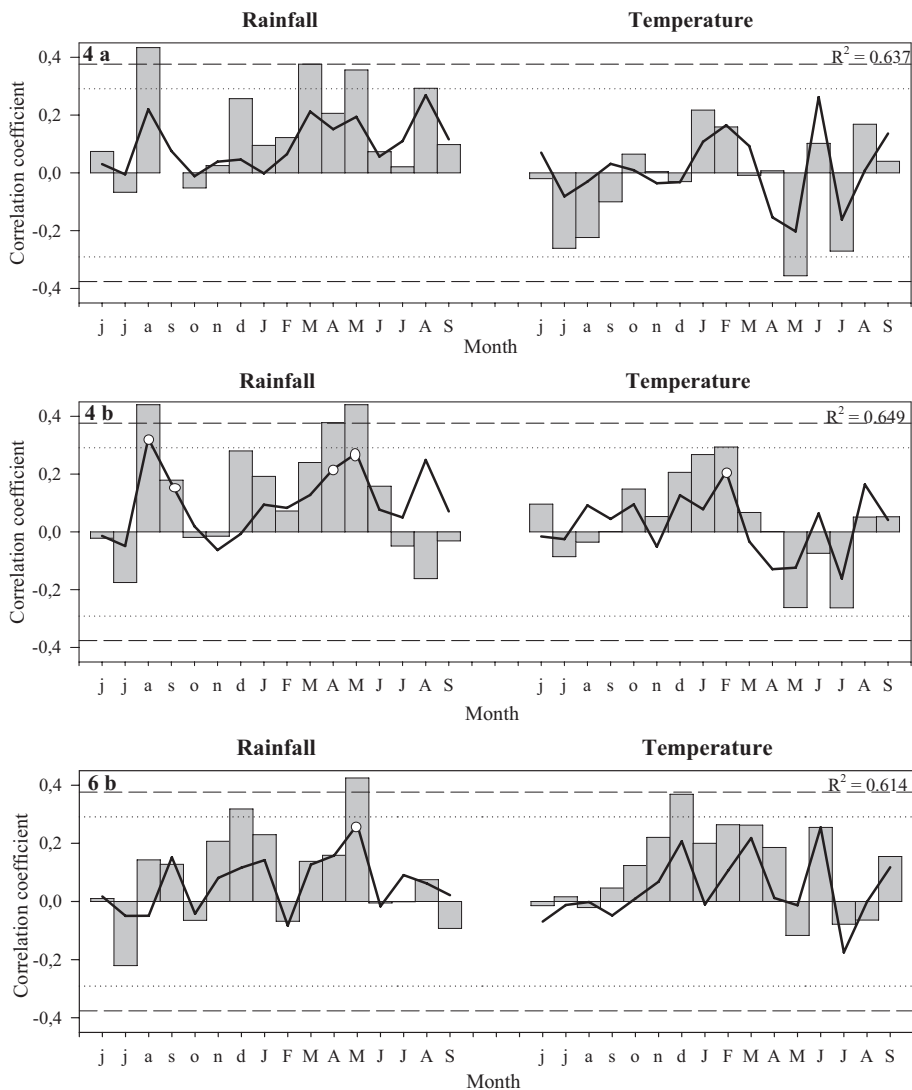 Rainfall Temperature
4 a
R² = 0.637
0,4
0,2
0,0
-0,2
-0,4
Correlation coefficient
j j a s o n d J F M A M J J A S j j a s o n d J F M A M J J A S
Month
Rainfall Temperature
4 b
R² = 0.649
0,4
0,2
0,0
-0,2
-0,4
Correlation coefficient
j j a s o n d J F M A M J J A S j j a s o n d J F M A M J J A S
Month
Rainfall Temperature
6 b
R² = 0.614
0,4
0,2
0,0
-0,2
-0,4
Correlation coefficient
j j a s o n d J F M A M J J A S j j a s o n d J F M A M J J A S
Month